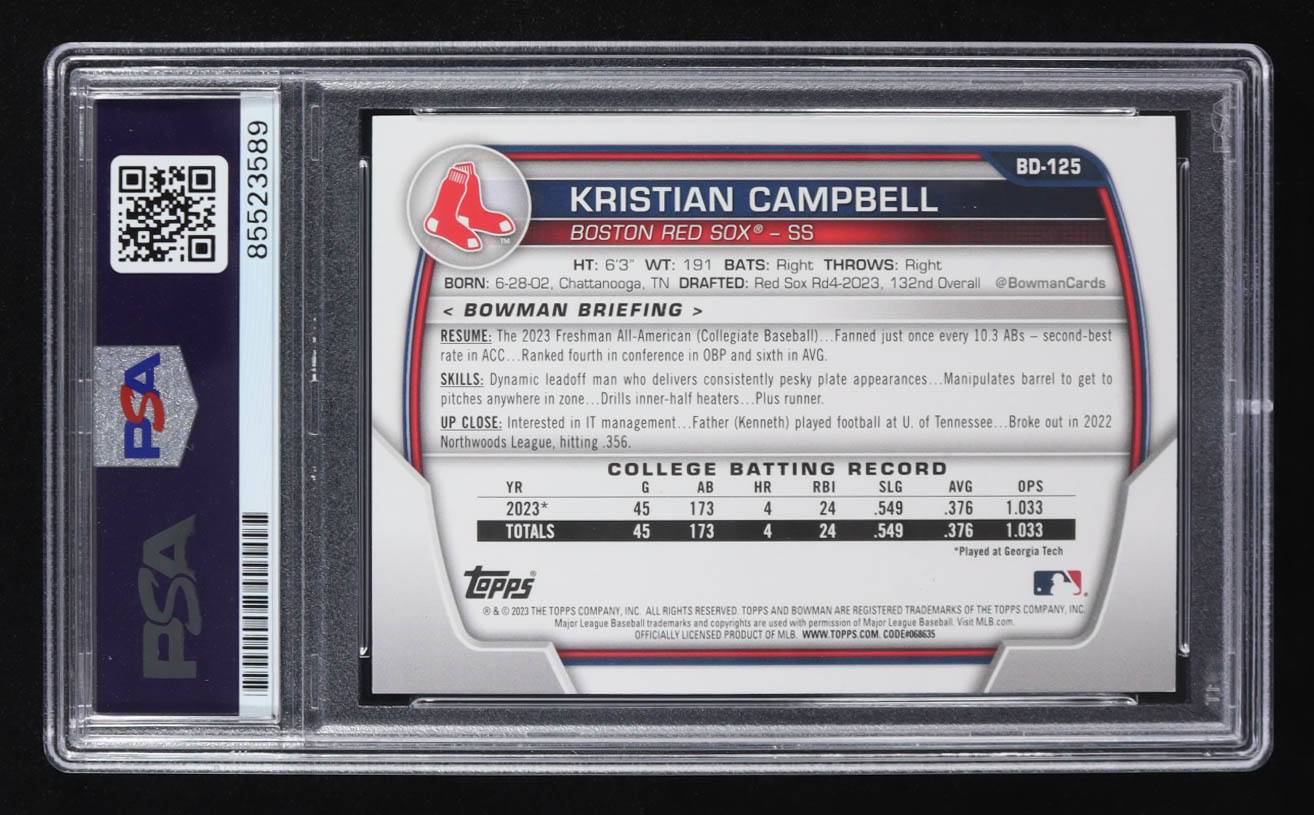 85523589
PSA
PSA
BD-125
KRISTIAN CAMPBELL
BOSTON RED SOX® – SS
TM
HT: 6'3" WT: 191 BATS: Right THROWS: Right
BORN: 6-28-02, Chattanooga, TN DRAFTED: Red Sox Rd4-2023, 132nd Overall @BowmanCards
< BOWMAN BRIEFING >
RESUME: The 2023 Freshman All-American (Collegiate Baseball)...Fanned just once every 10.3 ABs – second-best
rate in ACC...Ranked fourth in conference in OBP and sixth in AVG.
SKILLS: Dynamic leadoff man who delivers consistently pesky plate appearances...Manipulates barrel to get to
pitches anywhere in zone...Drills inner-half heaters...Plus runner.
UP CLOSE: Interested in IT management...Father (Kenneth) played football at U. of Tennessee...Broke out in 2022
Northwoods League, hitting .356.
COLLEGE BATTING RECORD
YR G AB HR RBI SLG AVG OPS
2023* 45 173 4 24 .549 .376 1.033
TOTALS 45 173 4 24 .549 .376 1.033
*Played at Georgia Tech
topps®
® & © 2023 THE TOPPS COMPANY, INC. ALL RIGHTS RESERVED. TOPPS AND BOWMAN ARE REGISTERED TRADEMARKS OF THE TOPPS COMPANY, INC.
Major League Baseball trademarks and copyrights are used with permission of Major League Baseball. Visit MLB.com.
OFFICIALLY LICENSED PRODUCT OF MLB. WWW.TOPPS.COM. CODE#068635